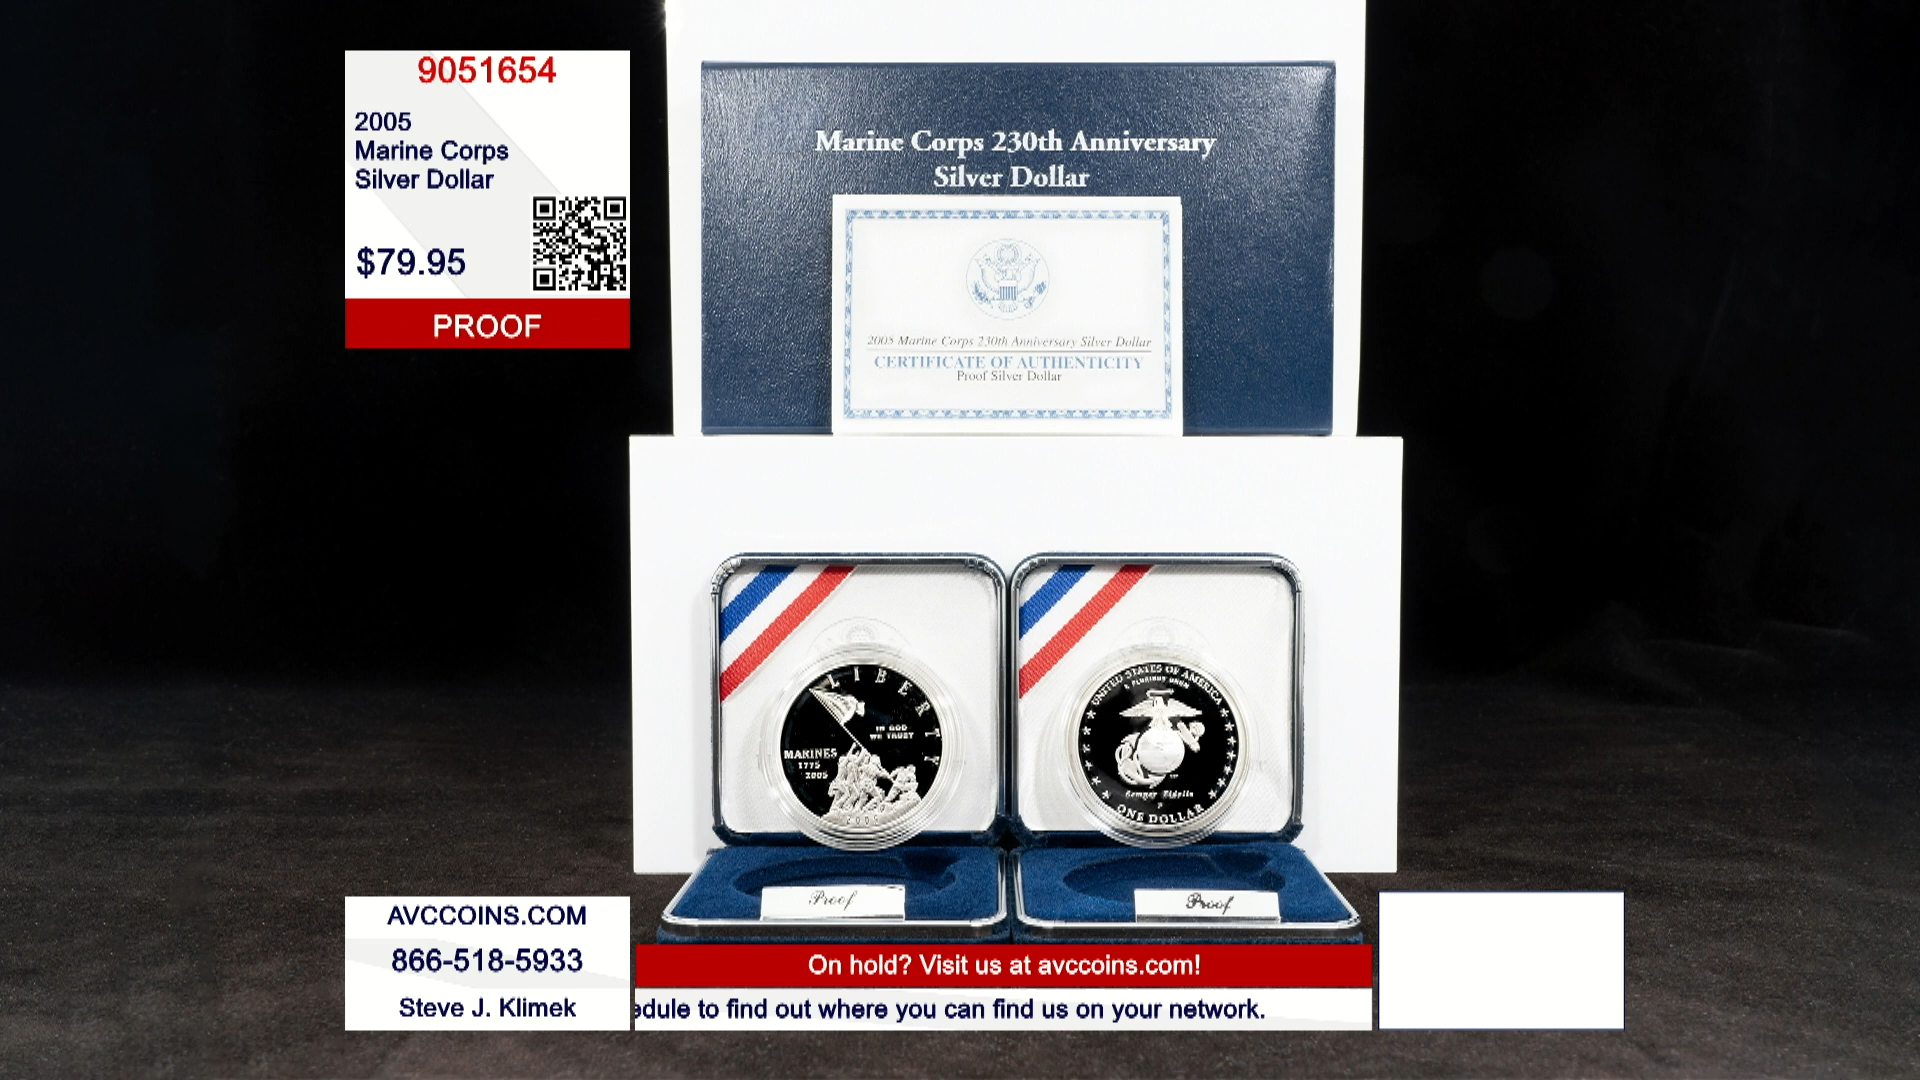 9051654
2005
Marine Corps
Silver Dollar
$79.95
PROOF
Marine Corps 230th Anniversary
Silver Dollar
2005 Marine Corps 230th Anniversary Silver Dollar
CERTIFICATE OF AUTHENTICITY
Proof Silver Dollar
LIBERTY
IN GOD
WE TRUST
MARINES
1775
2005
2005
UNITED STATES OF AMERICA
E PLURIBUS UNUM
Semper Fidelis
P
ONE DOLLAR
Proof
Proof
AVCCOINS.COM
866-518-5933
Steve J. Klimek
On hold? Visit us at avccoins.com!
edule to find out where you can find us on your network.